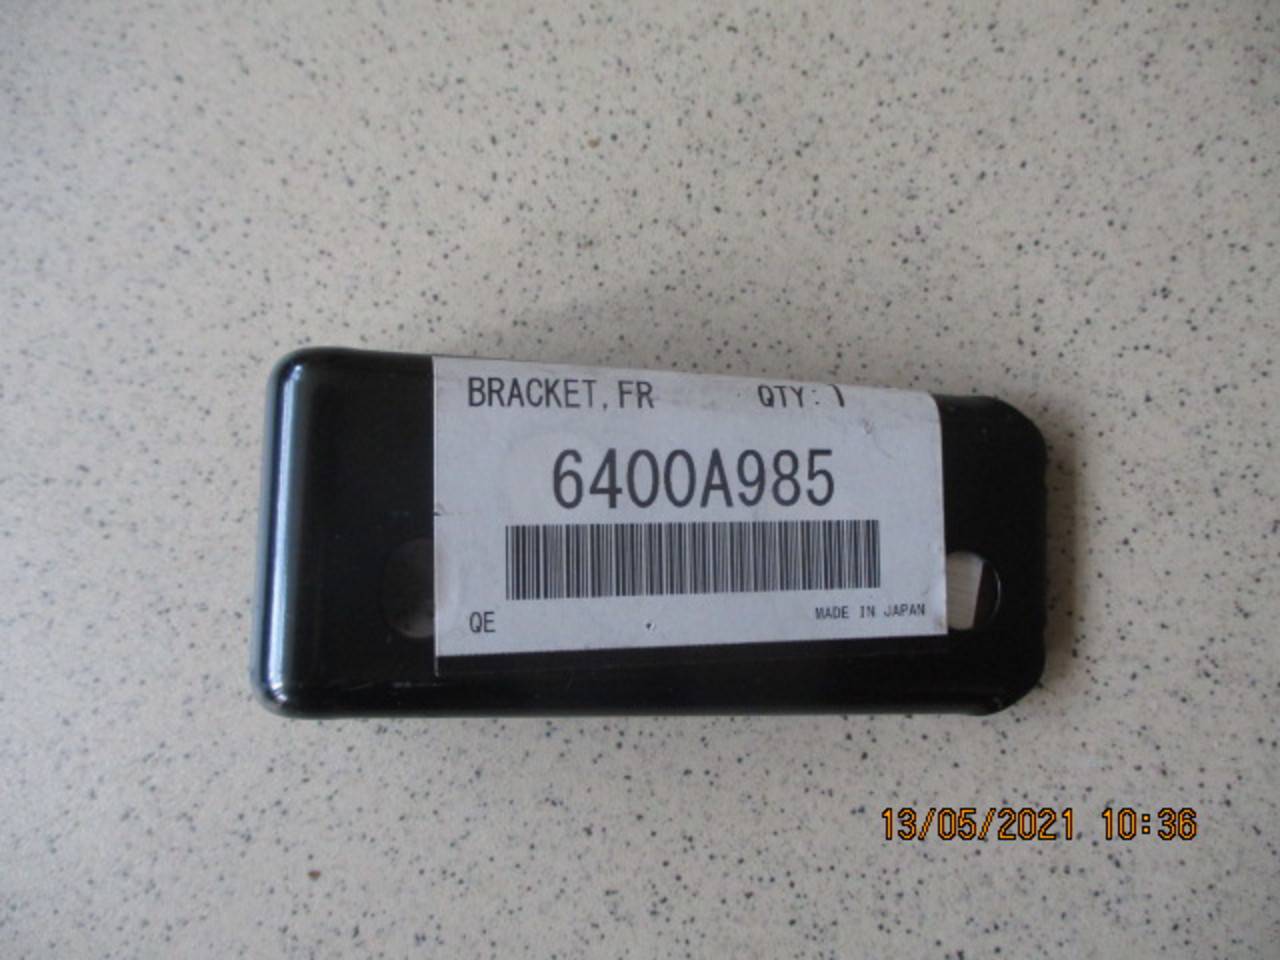 BRACKET, FR QTY: 1
6400A985
QE MADE IN JAPAN
13/05/2021 10:36